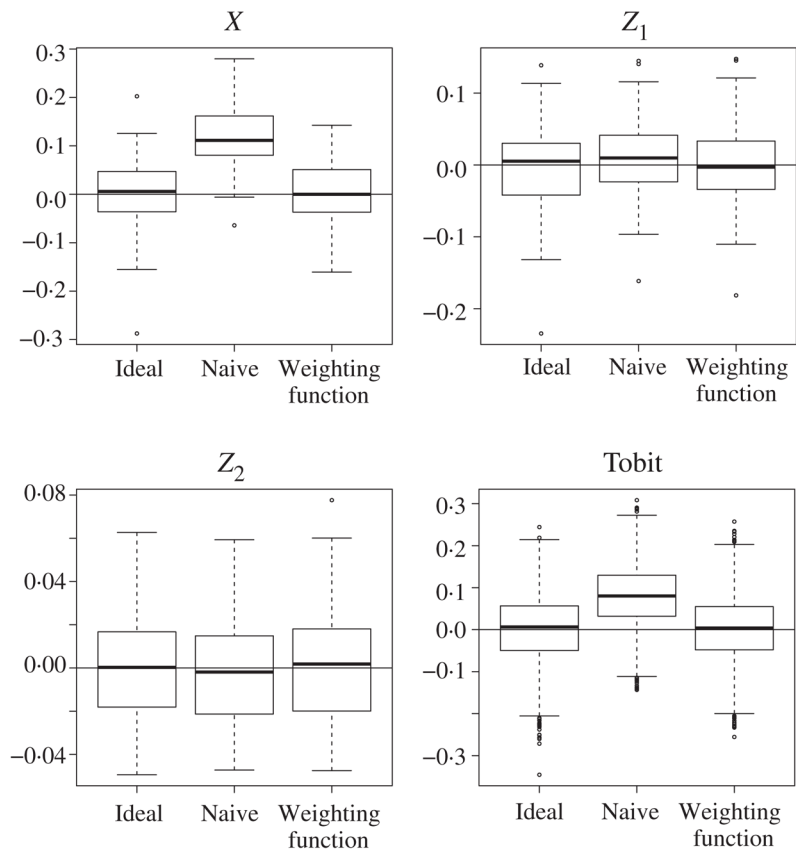 X
0·3
0·2
0·1
0·0
−0·1
−0·2
−0·3
Ideal Naive Weighting
function
Z1
0·1
0·0
−0·1
−0·2
Ideal Naive Weighting
function
Z2
0·08
0·04
0·00
−0·04
Ideal Naive Weighting
function
Tobit
0·3
0·2
0·1
0·0
−0·1
−0·3
Ideal Naive Weighting
function